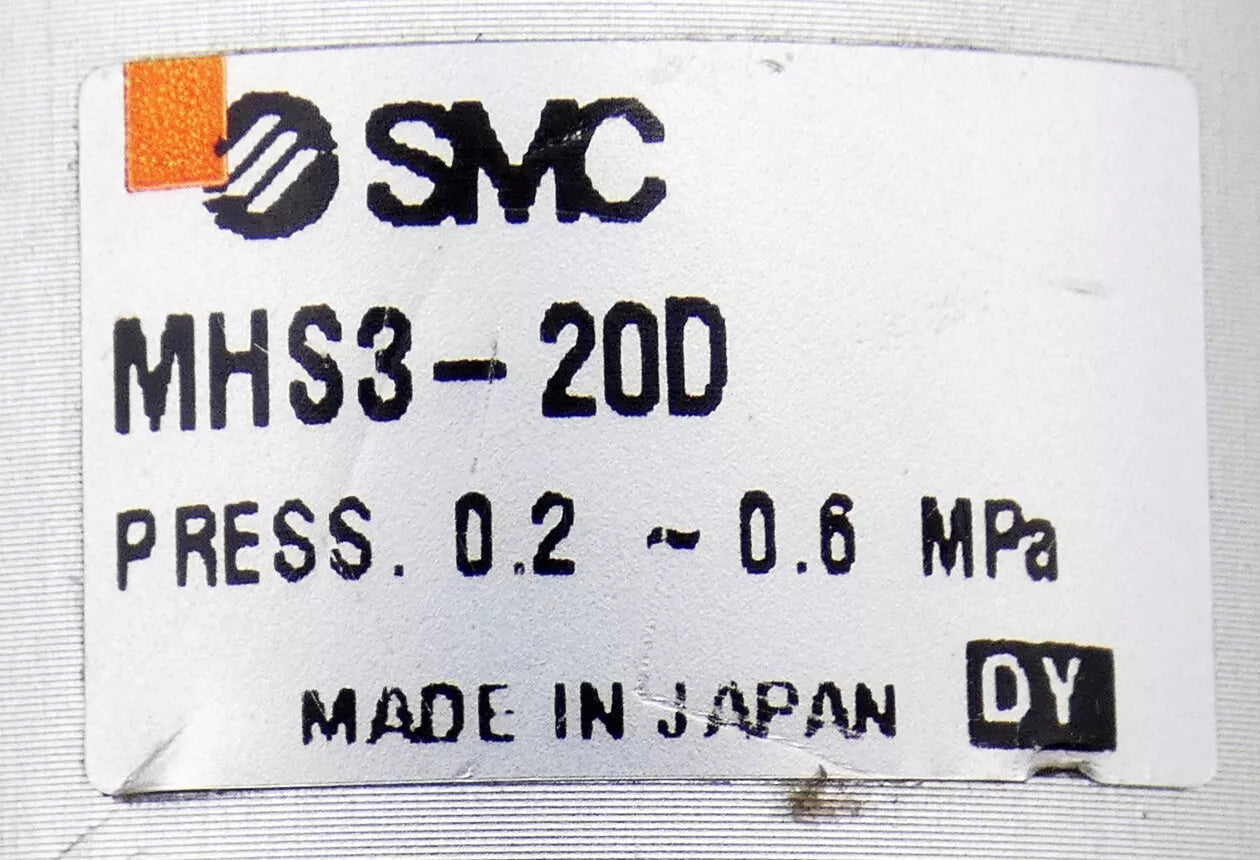 SMC
MHS3-20D
PRESS. 0.2 ~ 0.6 MPa
MADE IN JAPAN DY